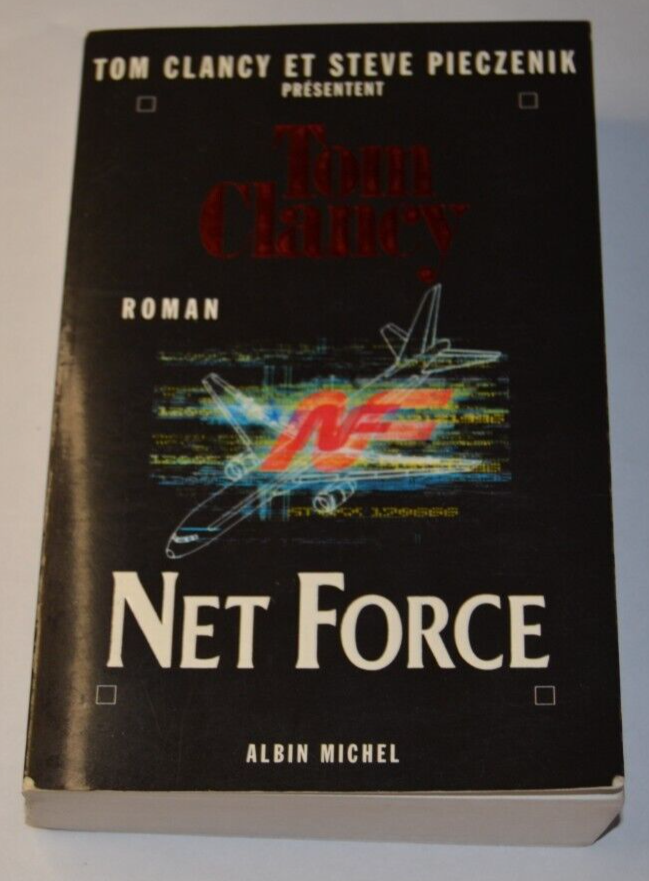 TOM CLANCY ET STEVE PIECZENIK
PRÉSENTENT
Tom
Clancy
ROMAN
NF
NET FORCE
ALBIN MICHEL